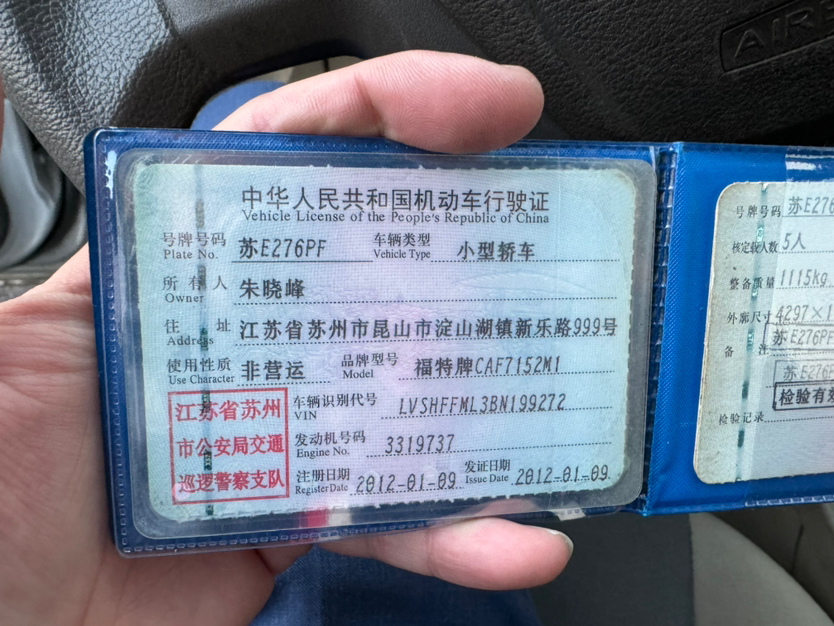 AIRB
中华人民共和国机动车行驶证
Vehicle License of the People's Republic of China
号牌号码 苏E276PF 车辆类型 小型轿车
Plate No. Vehicle Type
所有人 朱晓峰
Owner
住址 江苏省苏州市昆山市淀山湖镇新乐路999号
Address
使用性质 非营运 品牌型号 福特牌CAF7152M1
Use Character Model
江苏省苏州
市公安局交通
巡逻警察支队
车辆识别代号 LVSHFFML3BN199272
VIN
发动机号码 3319737
Engine No.
注册日期 2012-01-09 发证日期 2012-01-09
Register Date Issue Date
号牌号码 苏E276
核定载人数 5人
整备质量 1115kg
外廓尺寸 4297×1
备注 苏E276PF
苏E276P
检验有效
检验记录